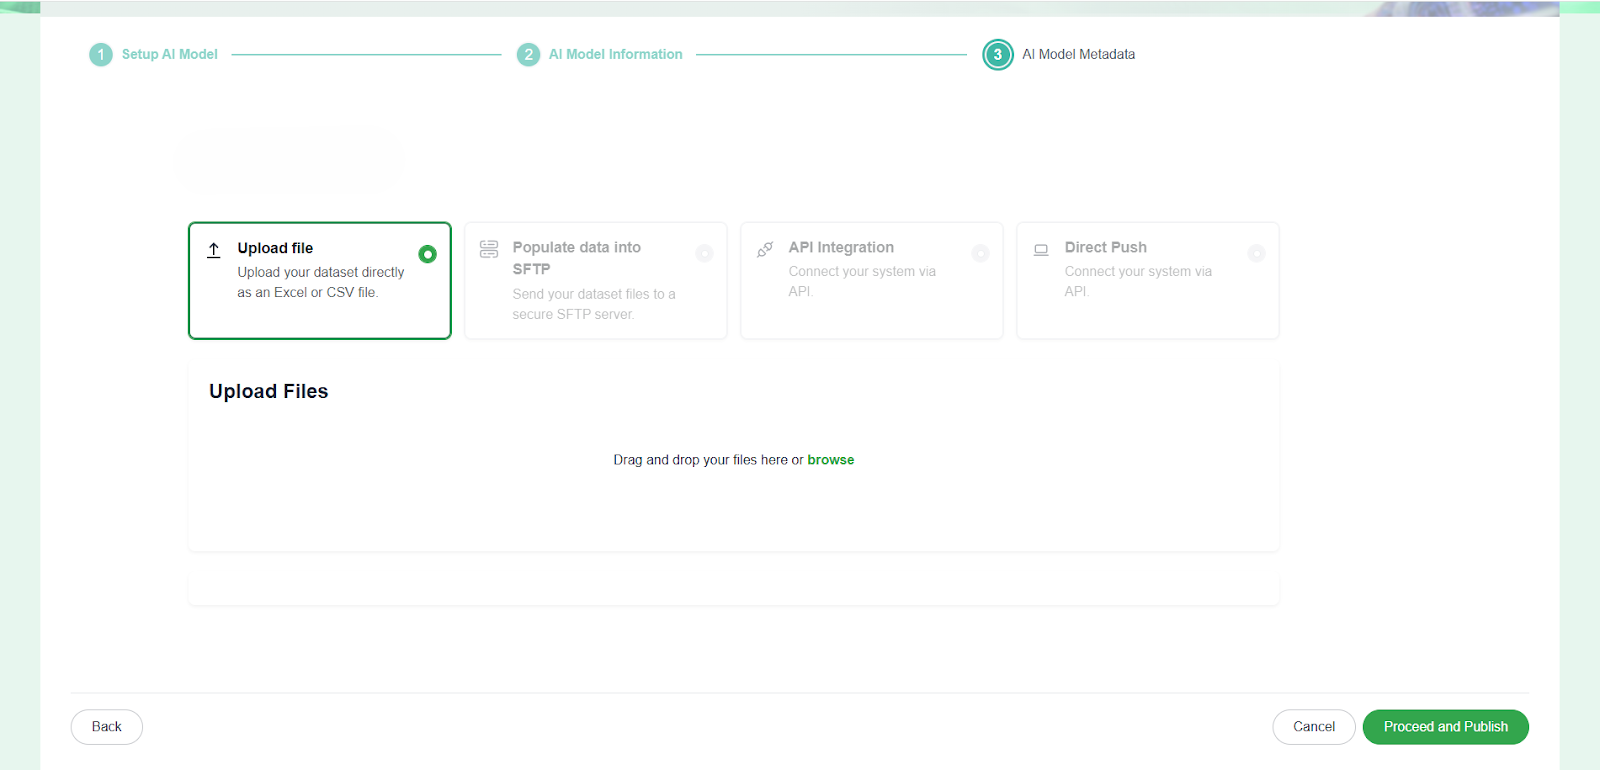 1 Setup AI Model 2 AI Model Information 3 AI Model Metadata
Upload file
Upload your dataset directly
as an Excel or CSV file.
Populate data into
SFTP
Send your dataset files to a
secure SFTP server.
API Integration
Connect your system via
API.
Direct Push
Connect your system via
API.
Upload Files
Drag and drop your files here or browse
Back Cancel Proceed and Publish